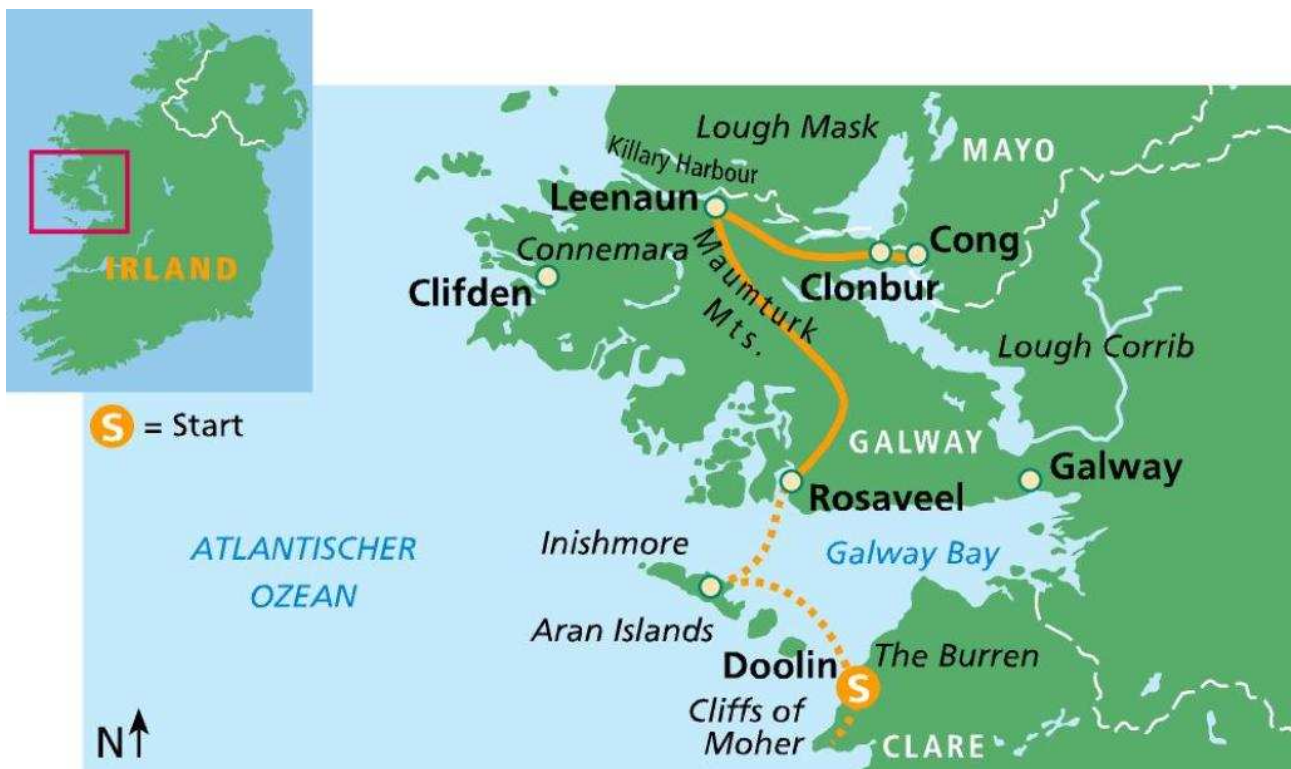 IRLAND
S = Start
Lough Mask
MAYO
Killary Harbour
Leenaun
Connemara
Cong
Clonbur
Clifden
Maumturk
Mts.
Lough Corrib
GALWAY
Galway
Rosaveel
ATLANTISCHER
OZEAN
Inishmore
Galway Bay
Aran Islands
Doolin
S
The Burren
Cliffs of
Moher
CLARE
N